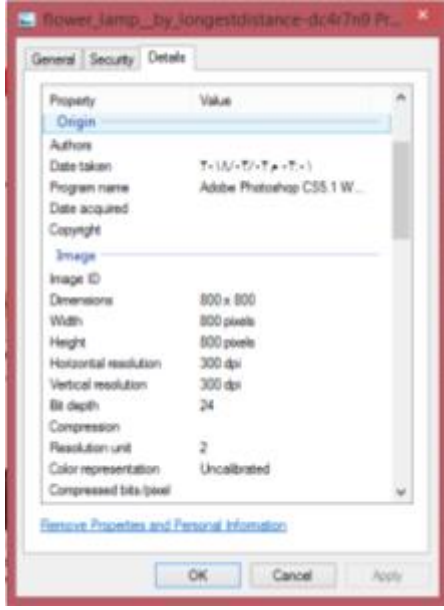 flower_lamp__by_longestdistance-dc4r7n9 Pr...
General Security Details
Property Value
Origin
Authors
Date taken
Program name Adobe Photoshop CS5.1 W...
Date acquired
Copyright
Image
Image ID
Dimensions 800 x 800
Width 800 pixels
Height 800 pixels
Horizontal resolution 300 dpi
Vertical resolution 300 dpi
Bit depth 24
Compression
Resolution unit 2
Color representation Uncalibrated
Compressed bits/pixel
Remove Properties and Personal Information
OK Cancel Apply